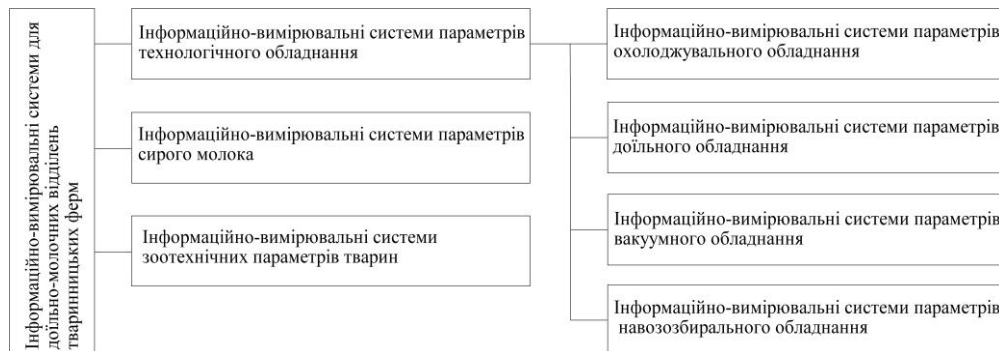 Інформаційно-вимірювальні системи для
доїльно-молочних відділень
тваринницьких ферм
Інформаційно-вимірювальні системи параметрів
технологічного обладнання
Інформаційно-вимірювальні системи параметрів
сирого молока
Інформаційно-вимірювальні системи
зоотехнічних параметрів тварин
Інформаційно-вимірювальні системи параметрів
охолоджувального обладнання
Інформаційно-вимірювальні системи параметрів
доїльного обладнання
Інформаційно-вимірювальні системи параметрів
вакуумного обладнання
Інформаційно-вимірювальні системи параметрів
навозозбирального обладнання